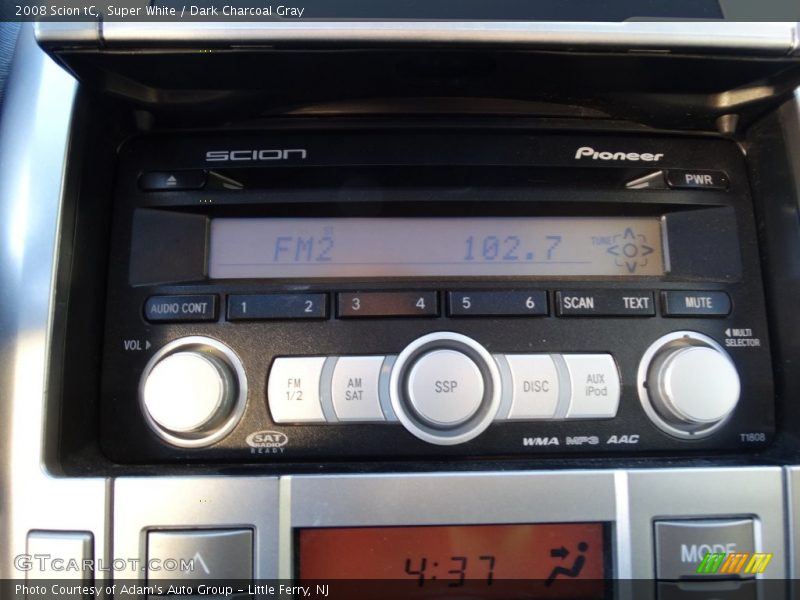 2008 Scion tC, Super White / Dark Charcoal Gray
SCION
Pioneer
PWR
ST
FM2 102.7 TUNE
AUDIO CONT 1 2 3 4 5 6 SCAN TEXT MUTE
VOL
MULTI
SELECTOR
FM
1/2
AM
SAT
SSP
DISC
AUX
iPod
SAT
RADIO
READY
WMA MP3 AAC
T1808
4:37
MODE
GTCARLOT.COM
Photo Courtesy of Adam's Auto Group - Little Ferry, NJ